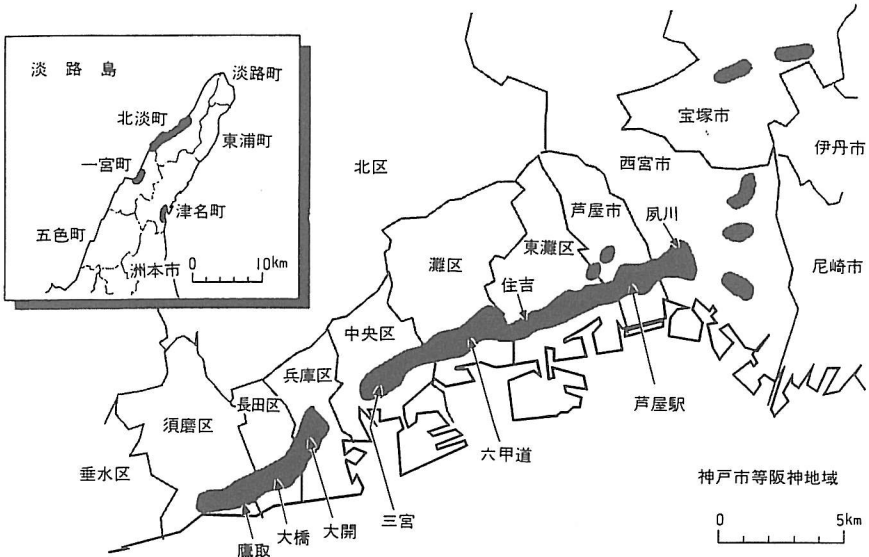 淡路島
淡路町
北淡町
東浦町
一宮町
津名町
五色町
洲本市
0 10km
宝塚市
伊丹市
西宮市
北区
芦屋市
夙川
東灘区
尼崎市
灘区
住吉
中央区
兵庫区
長田区
須磨区
芦屋駅
六甲道
垂水区
神戸市等阪神地域
三宮
大開
大橋
鷹取
0 5km